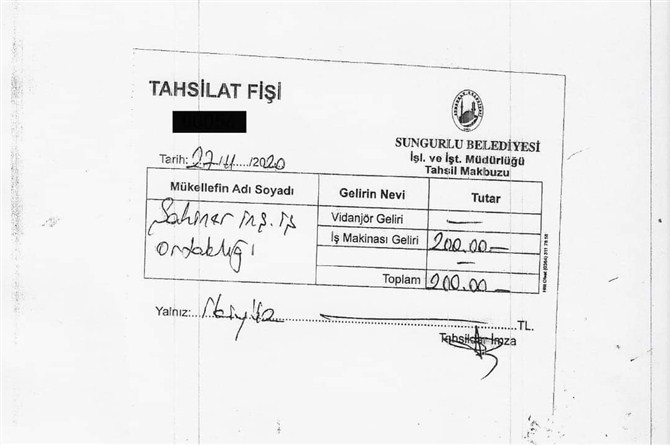 TAHSİLAT FİŞİ
SUNGURLU BELEDİYESİ
İşl. ve İşt. Müdürlüğü
Tahsil Makbuzu
Tarih: 27/11/2020
Mükellefin Adı Soyadı Gelirin Nevi Tutar
Şahiner inş. iş
ortaklığı
Vidanjör Geliri —
İş Makinası Geliri 200.00—
—
Toplam 200.00—
Yalnız: TL.
Tahsildar İmza